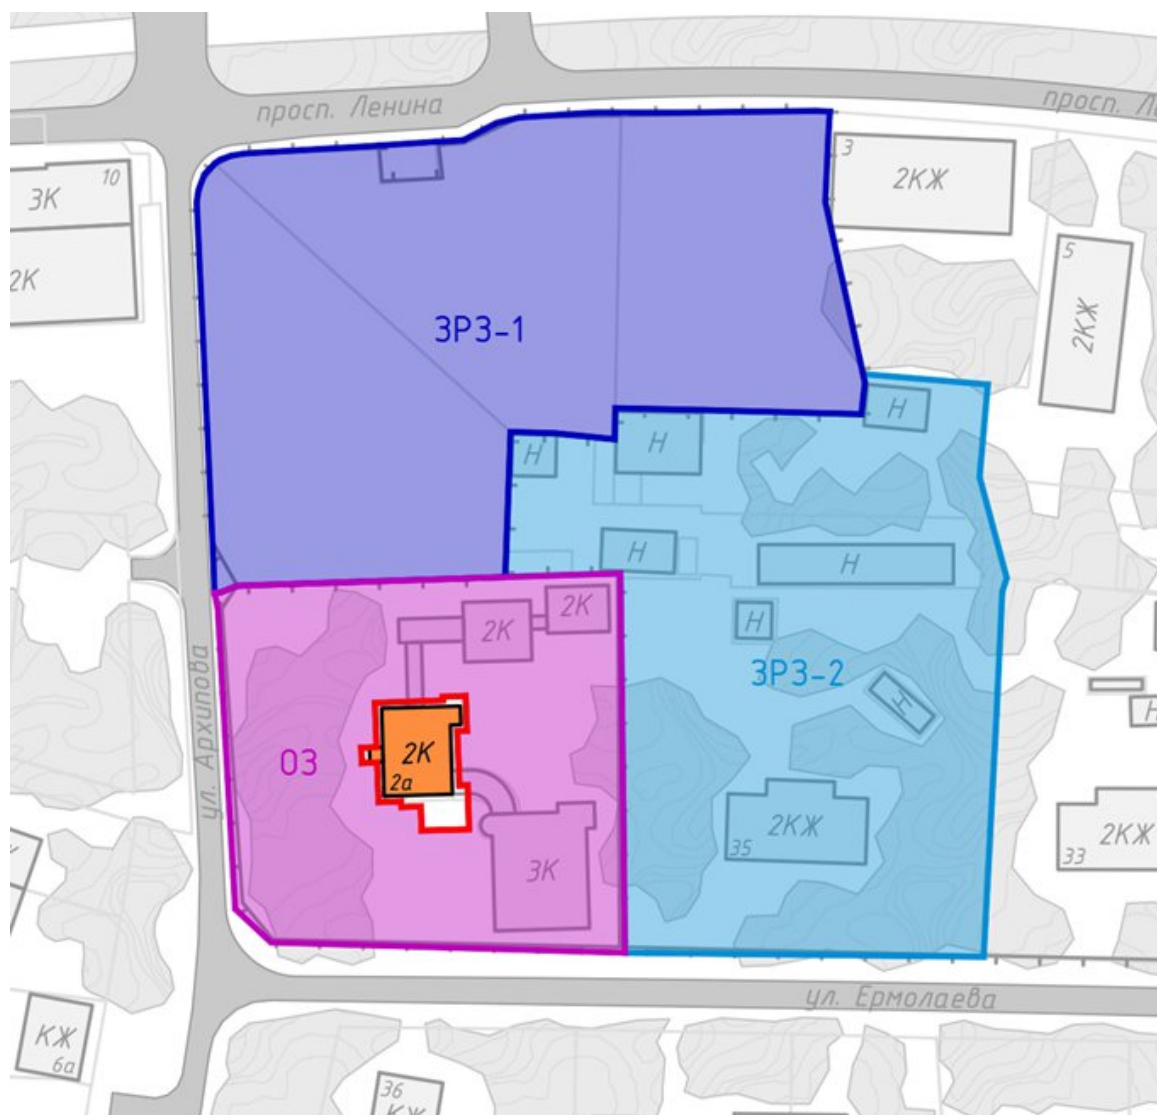 просп. Ленина
просп. Ле
10
3К
2К
3
2КЖ
5
2КЖ
ЗРЗ-1
Н
Н
Н
Н
Н
Н
2К
2К
ЗРЗ-2
Н
Н
ул. Архипова
ОЗ
2К
2а
2КЖ
35
2КЖ
33
3К
ул. Ермолаева
КЖ
6а
36
КЖ